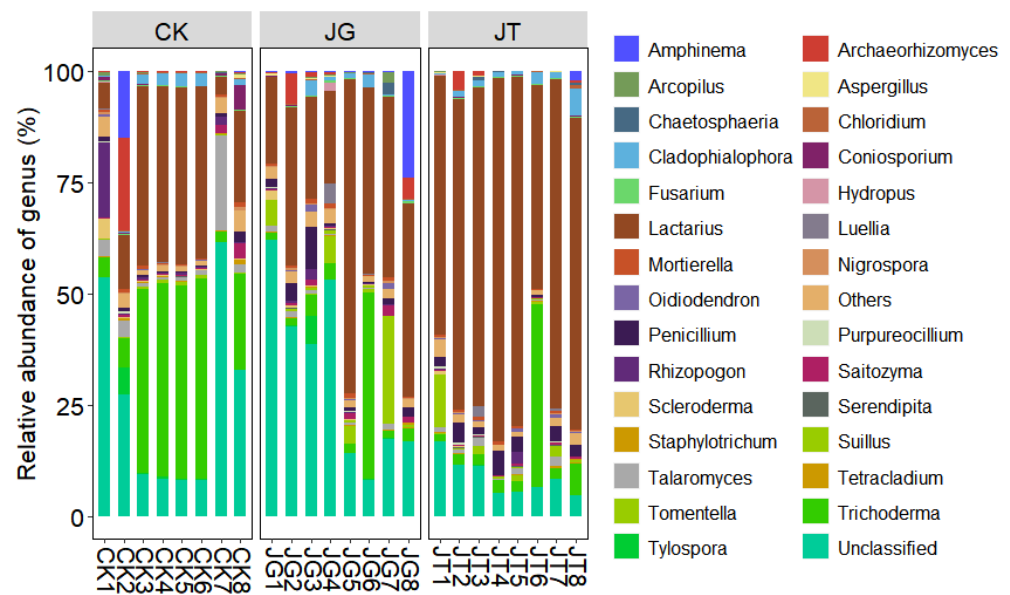 CK
JG
JT
Relative abundance of genus (%)
100
75
50
25
0
CK1
CK2
CK3
CK4
CK5
CK6
CK7
CK8
JG1
JG2
JG3
JG4
JG5
JG6
JG7
JG8
JT1
JT2
JT3
JT4
JT5
JT6
JT7
JT8
Amphinema
Arcopilus
Chaetosphaeria
Cladophialophora
Fusarium
Lactarius
Mortierella
Oidiodendron
Penicillium
Rhizopogon
Scleroderma
Staphylotrichum
Talaromyces
Tomentella
Tylospora
Archaeorhizomyces
Aspergillus
Chloridium
Coniosporium
Hydropus
Luellia
Nigrospora
Others
Purpureocillium
Saitozyma
Serendipita
Suillus
Tetracladium
Trichoderma
Unclassified